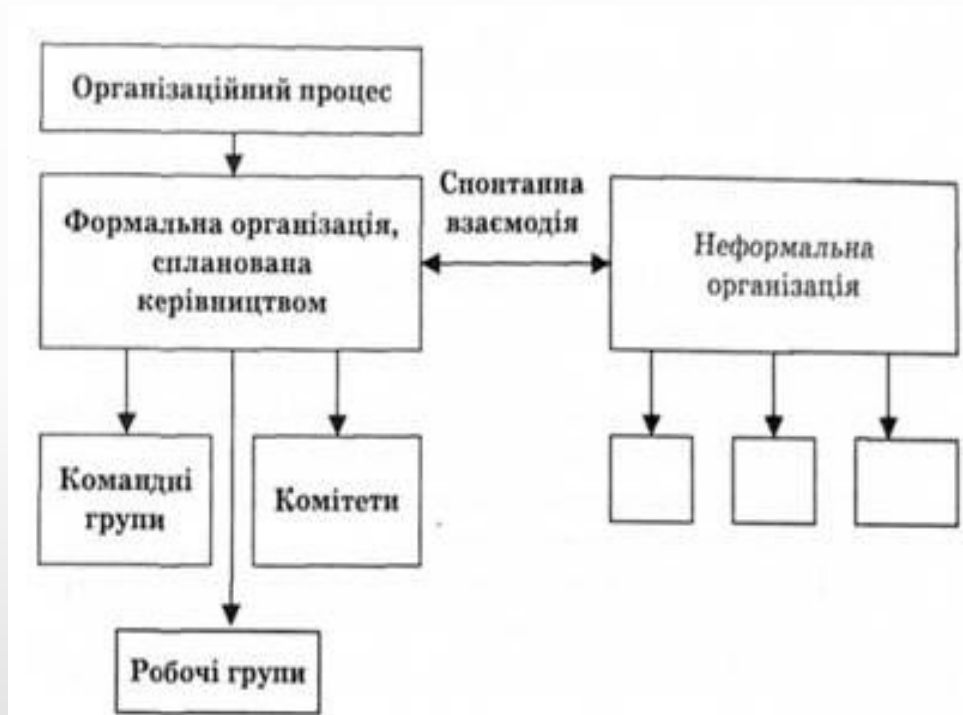 Організаційний процес
Формальна організація,
спланована
керівництвом
Спонтанна
взаємодія
Неформальна
організація
Командні
групи
Комітети
Робочі групи